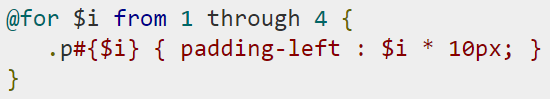 @for $i from 1 through 4 {
   .p#{$i} { padding-left : $i * 10px; }
}